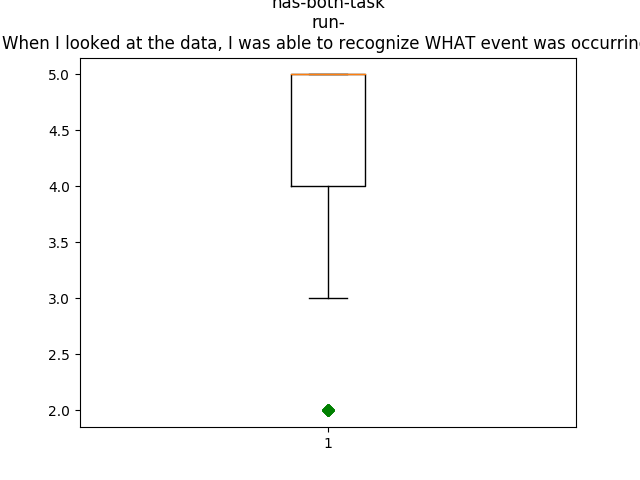 has-both-task
run-
When I looked at the data, I was able to recognize WHAT event was occurrin
5.0
4.5
4.0
3.5
3.0
2.5
2.0
1